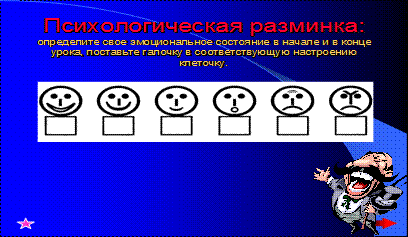 Психологическая разминка:
определите свое эмоциональное состояние в начале и в конце
урока, поставьте галочку в соответствующую настроению
клеточку.